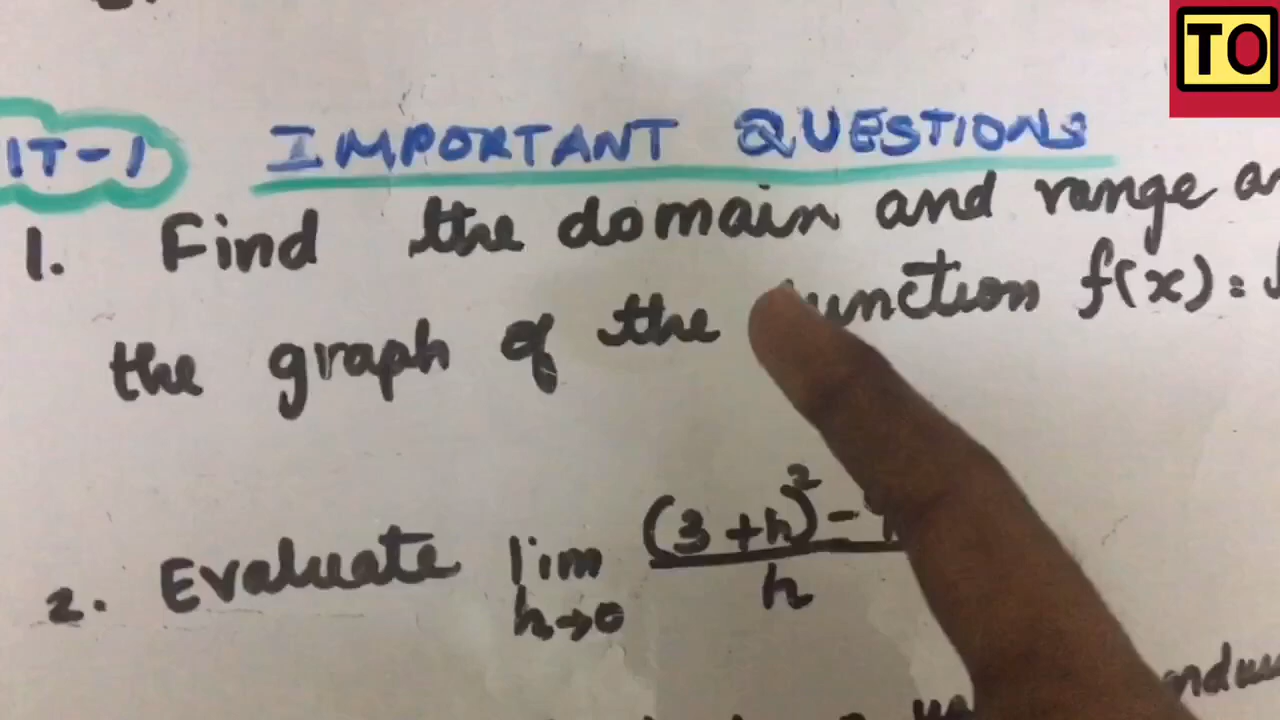 TO
IT-1 IMPORTANT QUESTIONS
1. Find the domain and range
the graph of the function f(x) =
2. Evaluate lim h→0 (3+h)² - / h